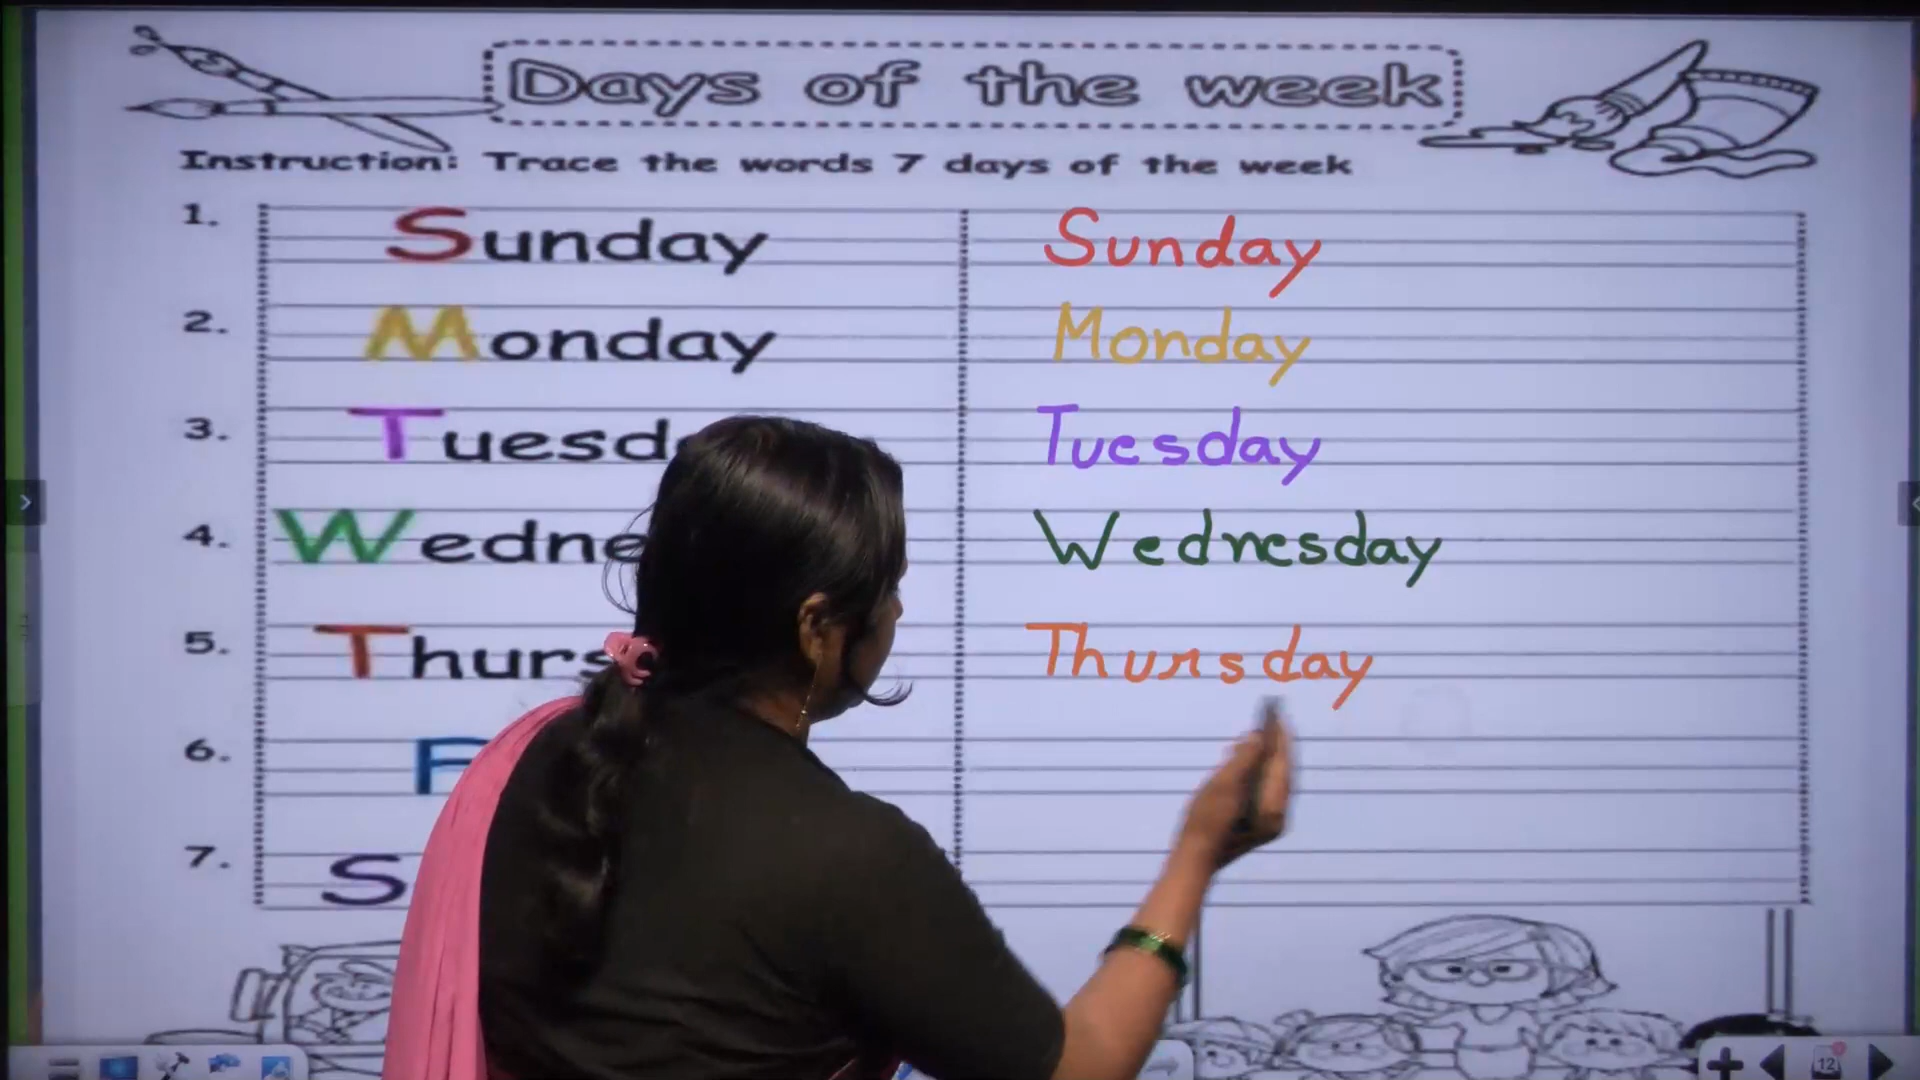 Days of the week
Instruction: Trace the words 7 days of the week
1. Sunday Sunday
2. Monday Monday
3. Tuesd Tuesday
4. Wedne Wednesday
5. Thurs Thursday
6. F
7. S
12